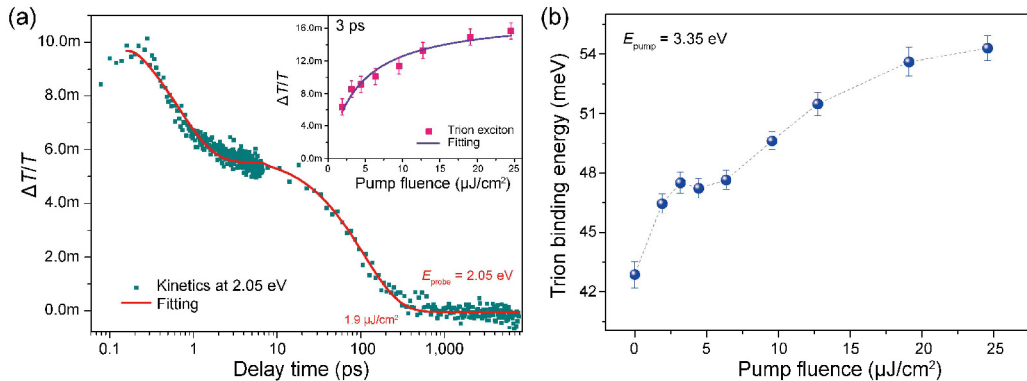 (a)
10.0m
8.0m
6.0m
4.0m
2.0m
0.0m
ΔT/T
0.1
1
10
100
1,000
Delay time (ps)
Kinetics at 2.05 eV
Fitting
E_probe = 2.05 eV
1.9 μJ/cm²
3 ps
16.0m
12.0m
8.0m
4.0m
0.0m
ΔT/T
Trion exciton
Fitting
0
5
10
15
20
25
Pump fluence (μJ/cm²)
(b)
E_pump = 3.35 eV
54
51
48
45
42
Trion binding energy (meV)
0
5
10
15
20
25
Pump fluence (μJ/cm²)